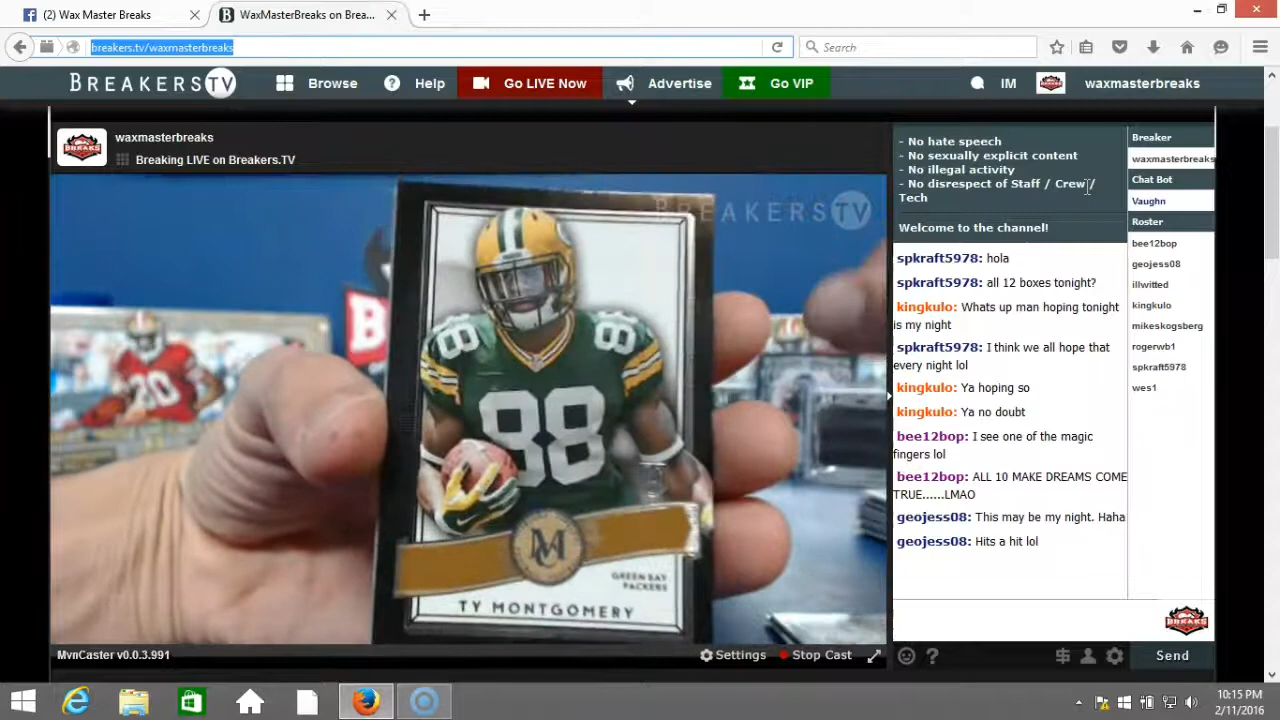 (2) Wax Master Breaks
WaxMasterBreaks on Brea...
breakers.tv/waxmasterbreaks
Search
BREAKERSTV
Browse
Help
Go LIVE Now
Advertise
Go VIP
IM
waxmasterbreaks
waxmasterbreaks
Breaking LIVE on Breakers.TV
BREAKERSTV
20
88
88
88
MC
GREEN BAY
PACKERS
TY MONTGOMERY
MvnCaster v0.0.3.991
Settings
Stop Cast
- No hate speech
- No sexually explicit content
- No illegal activity
- No disrespect of Staff / Crew /
Tech
Welcome to the channel!
spkraft5978: hola
spkraft5978: all 12 boxes tonight?
kingkulo: Whats up man hoping tonight
is my night
spkraft5978: I think we all hope that
every night lol
kingkulo: Ya hoping so
kingkulo: Ya no doubt
bee12bop: I see one of the magic
fingers lol
bee12bop: ALL 10 MAKE DREAMS COME
TRUE......LMAO
geojess08: This may be my night. Haha
geojess08: Hits a hit lol
Breaker
waxmasterbreaks
Chat Bot
Vaughn
Roster
bee12bop
geojess08
illwitted
kingkulo
mikeskogsberg
rogerwb1
spkraft5978
wes1
BREAKS
Send
10:15 PM
2/11/2016